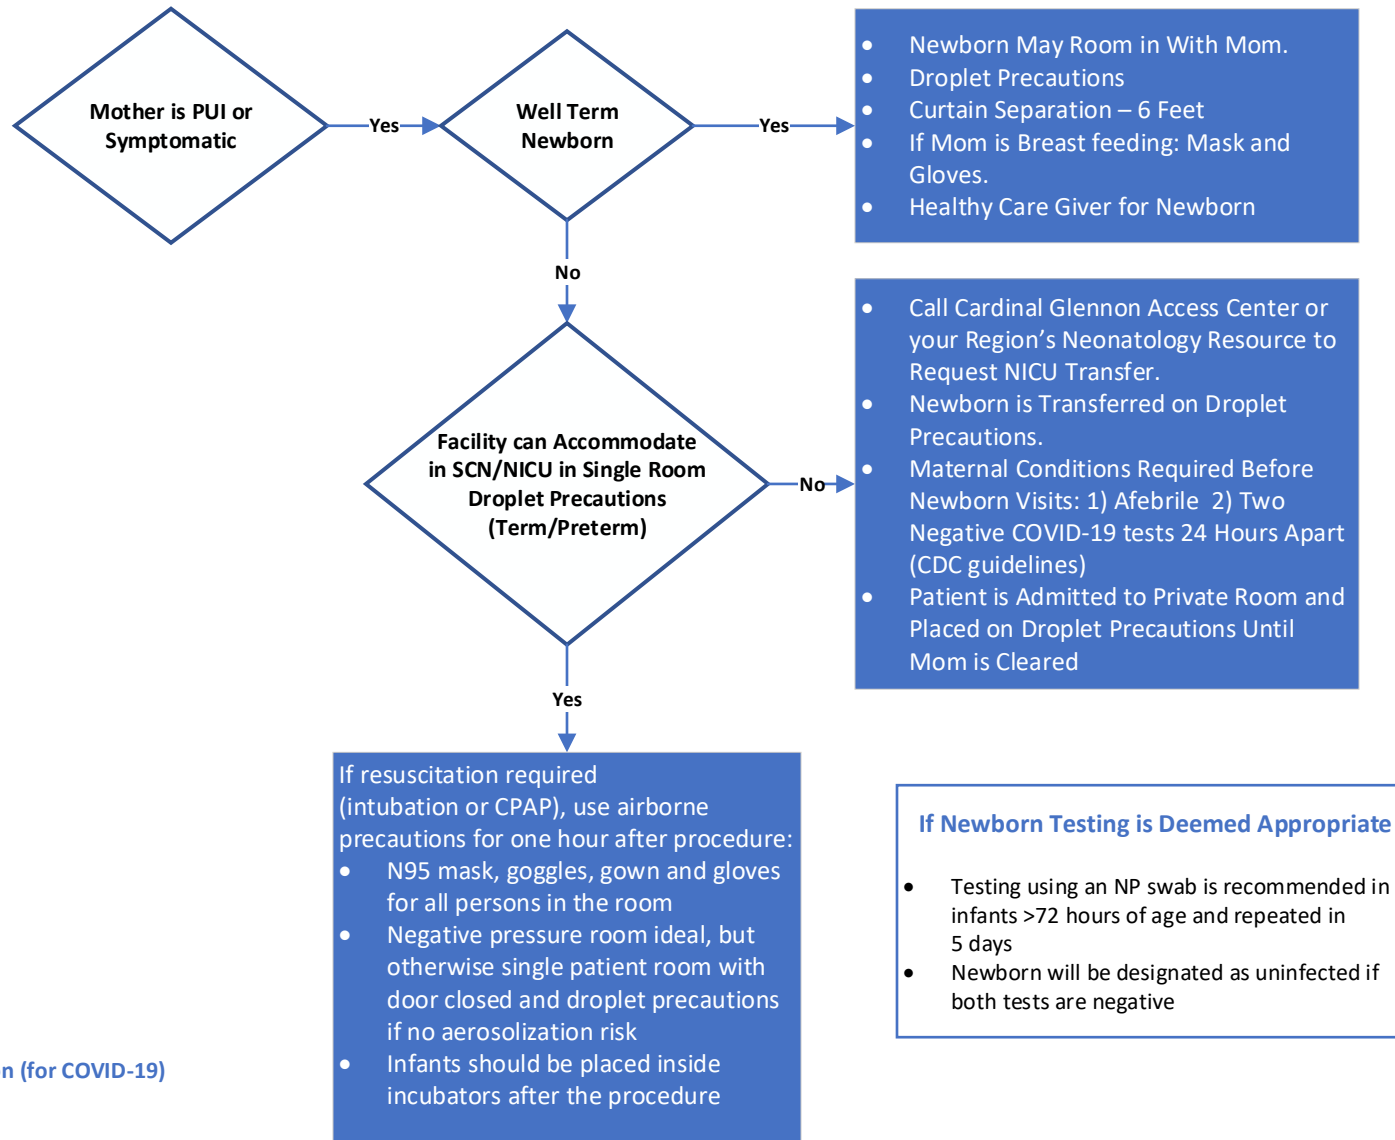 Mother is PUI or
Symptomatic
Yes
Well Term
Newborn
Yes
• Newborn May Room in With Mom.
• Droplet Precautions
• Curtain Separation – 6 Feet
• If Mom is Breast feeding: Mask and
Gloves.
• Healthy Care Giver for Newborn
No
Facility can Accommodate
in SCN/NICU in Single Room
Droplet Precautions
(Term/Preterm)
No
• Call Cardinal Glennon Access Center or
your Region’s Neonatology Resource to
Request NICU Transfer.
• Newborn is Transferred on Droplet
Precautions.
• Maternal Conditions Required Before
Newborn Visits: 1) Afebrile 2) Two
Negative COVID-19 tests 24 Hours Apart
(CDC guidelines)
• Patient is Admitted to Private Room and
Placed on Droplet Precautions Until
Mom is Cleared
Yes
If resuscitation required
(intubation or CPAP), use airborne
precautions for one hour after procedure:
• N95 mask, goggles, gown and gloves
for all persons in the room
• Negative pressure room ideal, but
otherwise single patient room with
door closed and droplet precautions
if no aerosolization risk
• Infants should be placed inside
incubators after the procedure
If Newborn Testing is Deemed Appropriate
• Testing using an NP swab is recommended in
infants >72 hours of age and repeated in
5 days
• Newborn will be designated as uninfected if
both tests are negative
n (for COVID-19)